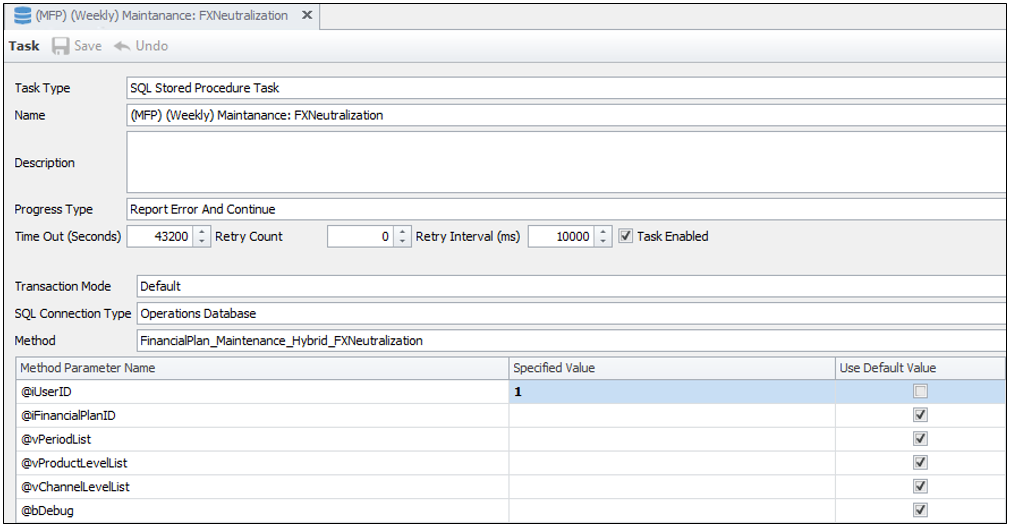 (MFP) (Weekly) Maintanance: FXNeutralization
Task Save Undo
Task Type SQL Stored Procedure Task
Name (MFP) (Weekly) Maintanance: FXNeutralization
Description
Progress Type Report Error And Continue
Time Out (Seconds) 43200 Retry Count 0 Retry Interval (ms) 10000 Task Enabled
Transaction Mode Default
SQL Connection Type Operations Database
Method FinancialPlan_Maintenance_Hybrid_FXNeutralization
Method Parameter Name Specified Value Use Default Value
@iUserID 1
@iFinancialPlanID
@vPeriodList
@vProductLevelList
@vChannelLevelList
@bDebug